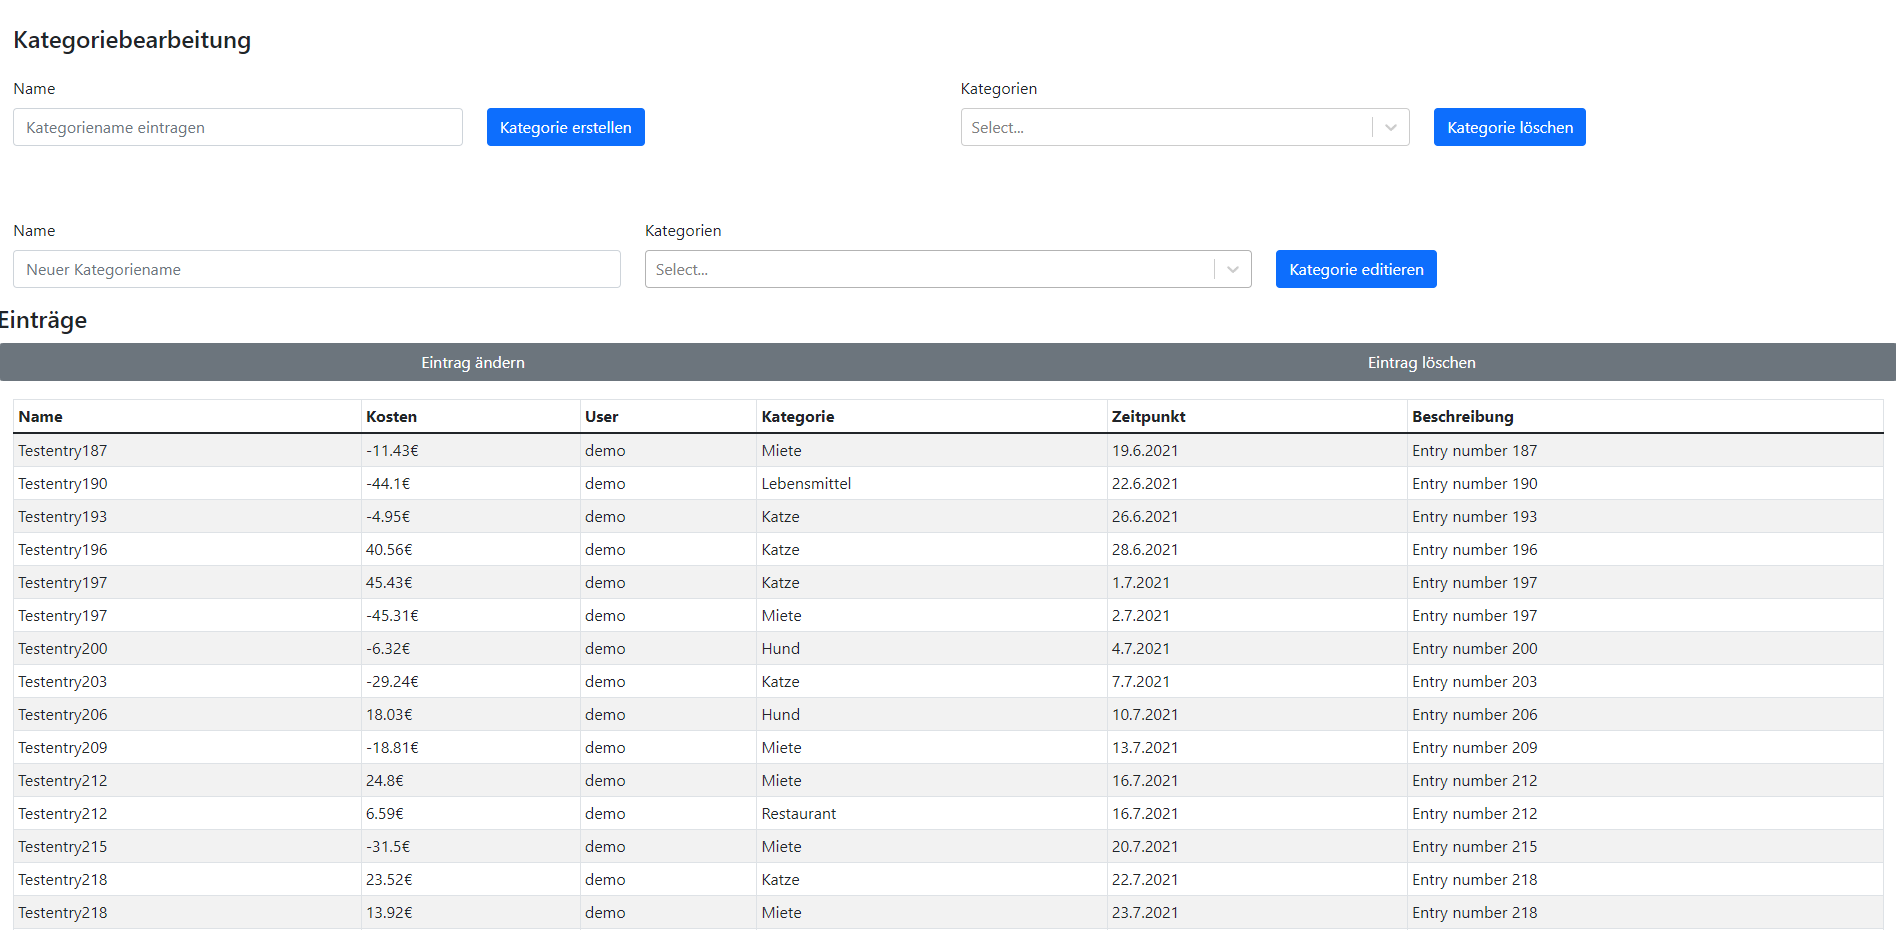 Kategoriebearbeitung
Name Kategorien
Kategoriename eintragen Kategorie erstellen Select... Kategorie löschen
Name Kategorien
Neuer Kategoriename Select... Kategorie editieren
Einträge
Eintrag ändern Eintrag löschen
Name Kosten User Kategorie Zeitpunkt Beschreibung
Testentry187 -11.43€ demo Miete 19.6.2021 Entry number 187
Testentry190 -44.1€ demo Lebensmittel 22.6.2021 Entry number 190
Testentry193 -4.95€ demo Katze 26.6.2021 Entry number 193
Testentry196 40.56€ demo Katze 28.6.2021 Entry number 196
Testentry197 45.43€ demo Katze 1.7.2021 Entry number 197
Testentry197 -45.31€ demo Miete 2.7.2021 Entry number 197
Testentry200 -6.32€ demo Hund 4.7.2021 Entry number 200
Testentry203 -29.24€ demo Katze 7.7.2021 Entry number 203
Testentry206 18.03€ demo Hund 10.7.2021 Entry number 206
Testentry209 -18.81€ demo Miete 13.7.2021 Entry number 209
Testentry212 24.8€ demo Miete 16.7.2021 Entry number 212
Testentry212 6.59€ demo Restaurant 16.7.2021 Entry number 212
Testentry215 -31.5€ demo Miete 20.7.2021 Entry number 215
Testentry218 23.52€ demo Katze 22.7.2021 Entry number 218
Testentry218 13.92€ demo Miete 23.7.2021 Entry number 218